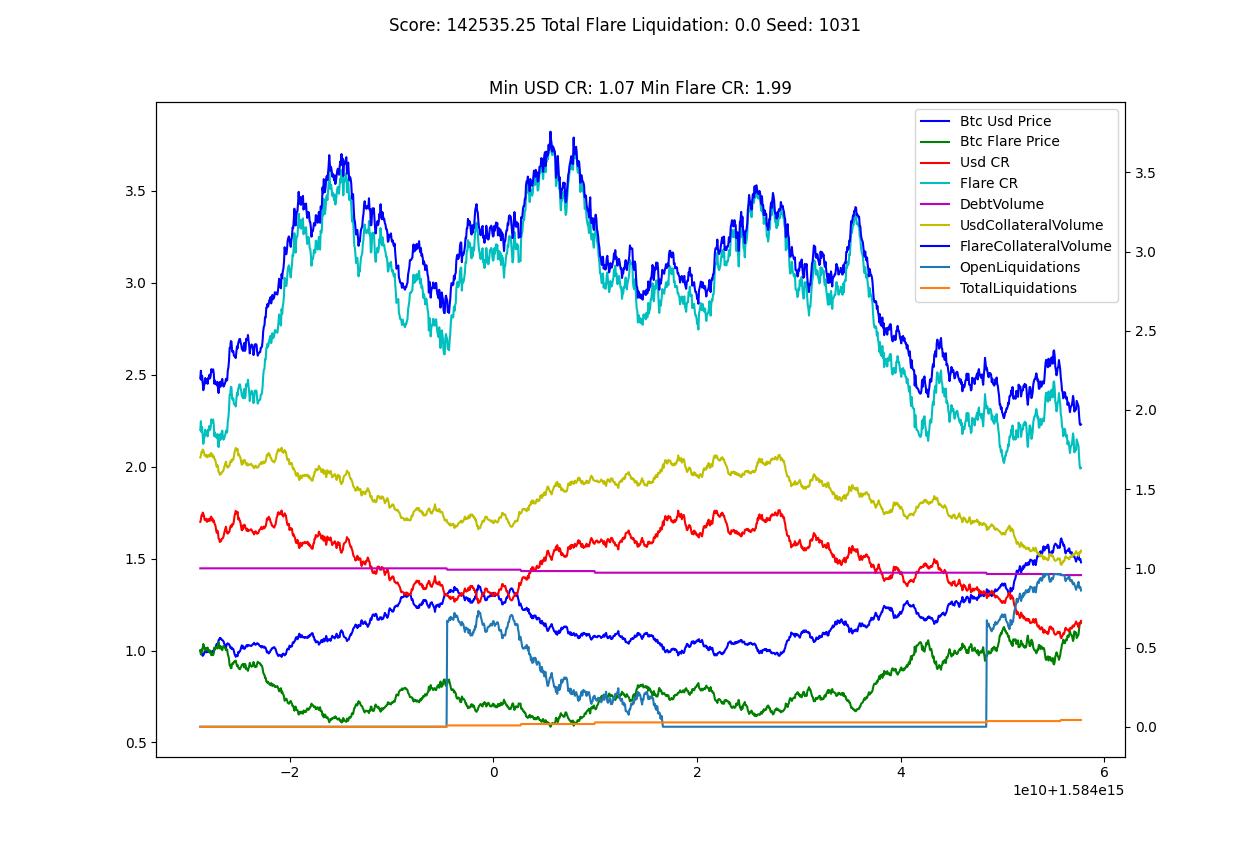 Score: 142535.25 Total Flare Liquidation: 0.0 Seed: 1031
Min USD CR: 1.07 Min Flare CR: 1.99
Btc Usd Price
Btc Flare Price
Usd CR
Flare CR
DebtVolume
UsdCollateralVolume
FlareCollateralVolume
OpenLiquidations
TotalLiquidations
3.5
3.0
2.5
2.0
1.5
1.0
0.5
3.5
3.0
2.5
2.0
1.5
1.0
0.5
0.0
−2
0
2
4
6
1e10+1.584e15